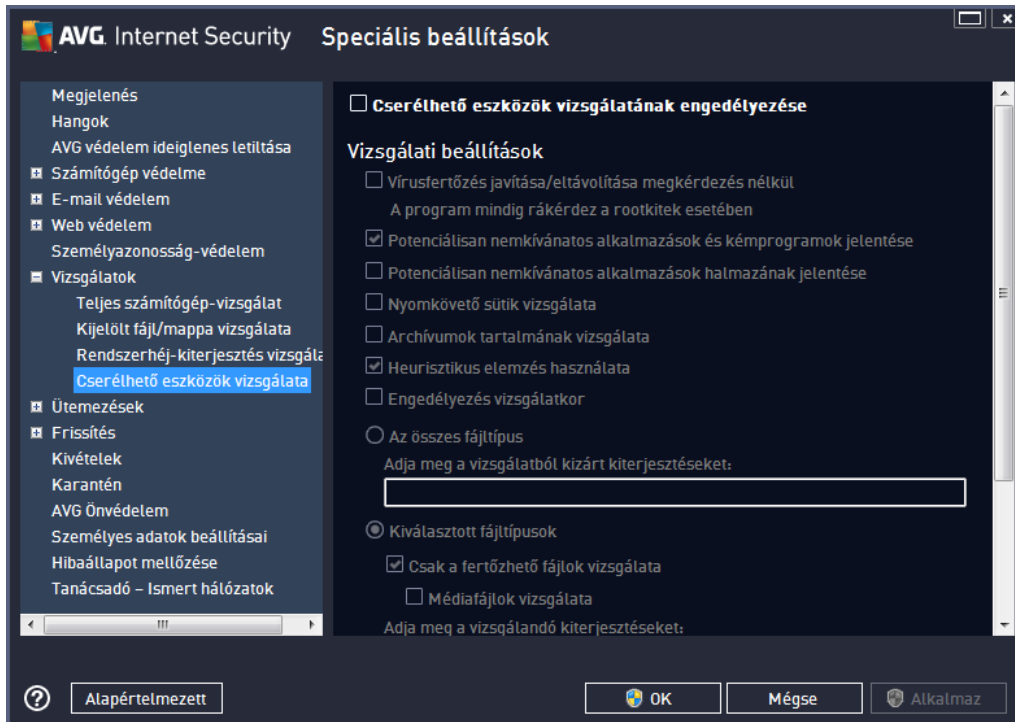 AVG. Internet Security
Speciális beállítások
Megjelenés
Hangok
AVG védelem ideiglenes letiltása
Számítógép védelme
E-mail védelem
Web védelem
Személyazonosság-védelem
Vizsgálatok
Teljes számítógép-vizsgálat
Kijelölt fájl/mappa vizsgálata
Rendszerhéj-kiterjesztés vizsgála
Cserélhető eszközök vizsgálata
Ütemezések
Frissítés
Kivételek
Karantén
AVG Önvédelem
Személyes adatok beállításai
Hibaállapot mellőzése
Tanácsadó – Ismert hálózatok
Cserélhető eszközök vizsgálatának engedélyezése
Vizsgálati beállítások
Vírusfertőzés javítása/eltávolítása megkérdezés nélkül
A program mindig rákérdez a rootkitek esetében
Potenciálisan nemkívánatos alkalmazások és kémprogramok jelentése
Potenciálisan nemkívánatos alkalmazások halmazának jelentése
Nyomkövető sütik vizsgálata
Archívumok tartalmának vizsgálata
Heurisztikus elemzés használata
Engedélyezés vizsgálatkor
Az összes fájltípus
Adja meg a vizsgálatból kizárt kiterjesztéseket:
Kiválasztott fájltípusok
Csak a fertőzhető fájlok vizsgálata
Médiafájlok vizsgálata
Adja meg a vizsgálandó kiterjesztéseket:
Alapértelmezett
OK
Mégse
Alkalmaz